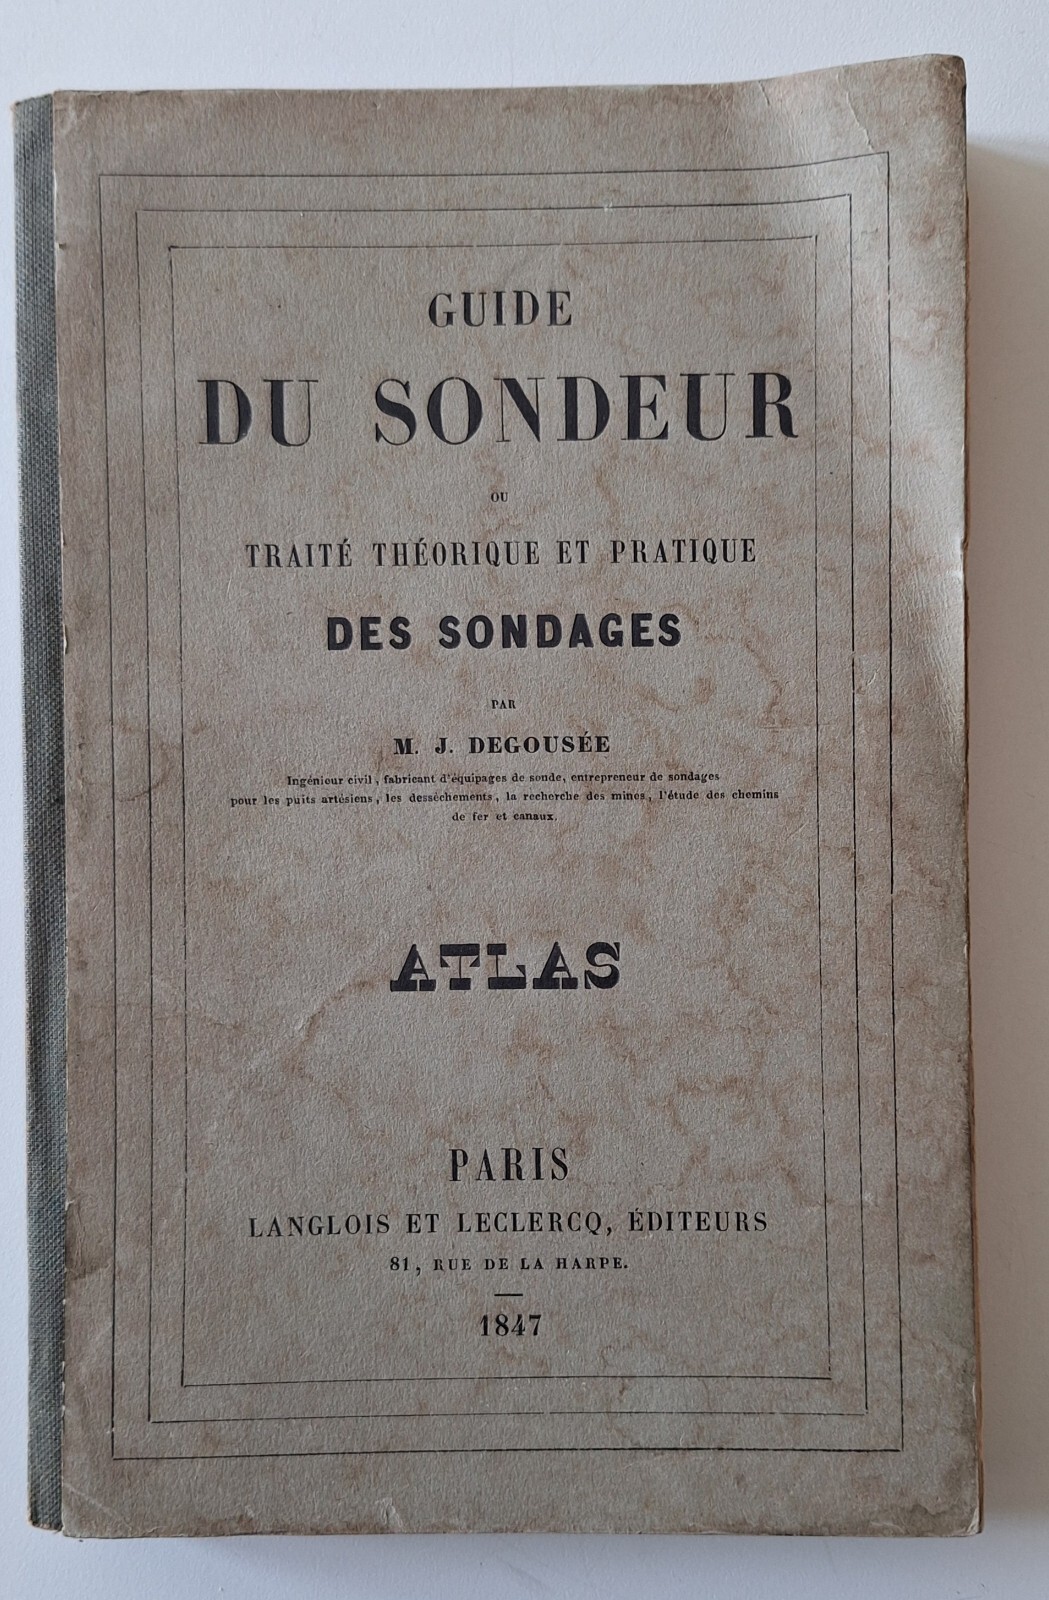 GUIDE
DU SONDEUR
OU
TRAITÉ THÉORIQUE ET PRATIQUE
DES SONDAGES
PAR
M. J. DEGOUSÉE
Ingénieur civil, fabricant d'équipages de sonde, entrepreneur de sondages
pour les puits artésiens, les dessèchements, la recherche des mines, l'étude des chemins
de fer et canaux.
ATLAS
PARIS
LANGLOIS ET LECLERCQ, ÉDITEURS
81, RUE DE LA HARPE.
1847